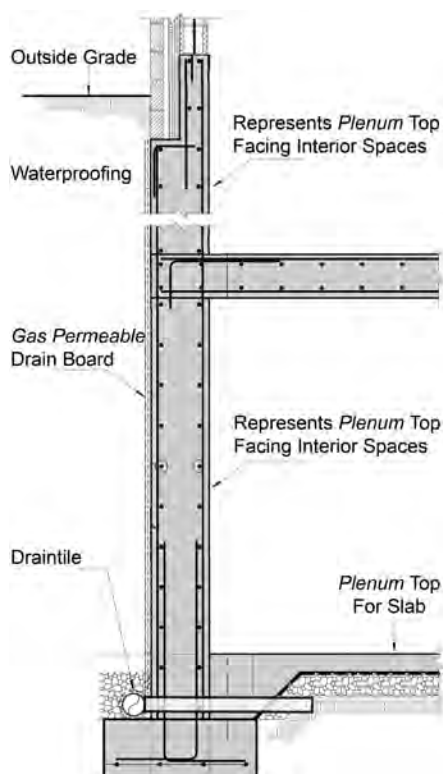 Outside Grade
Represents Plenum Top
Facing Interior Spaces
Waterproofing
Gas Permeable
Drain Board
Represents Plenum Top
Facing Interior Spaces
Draintile
Plenum Top
For Slab